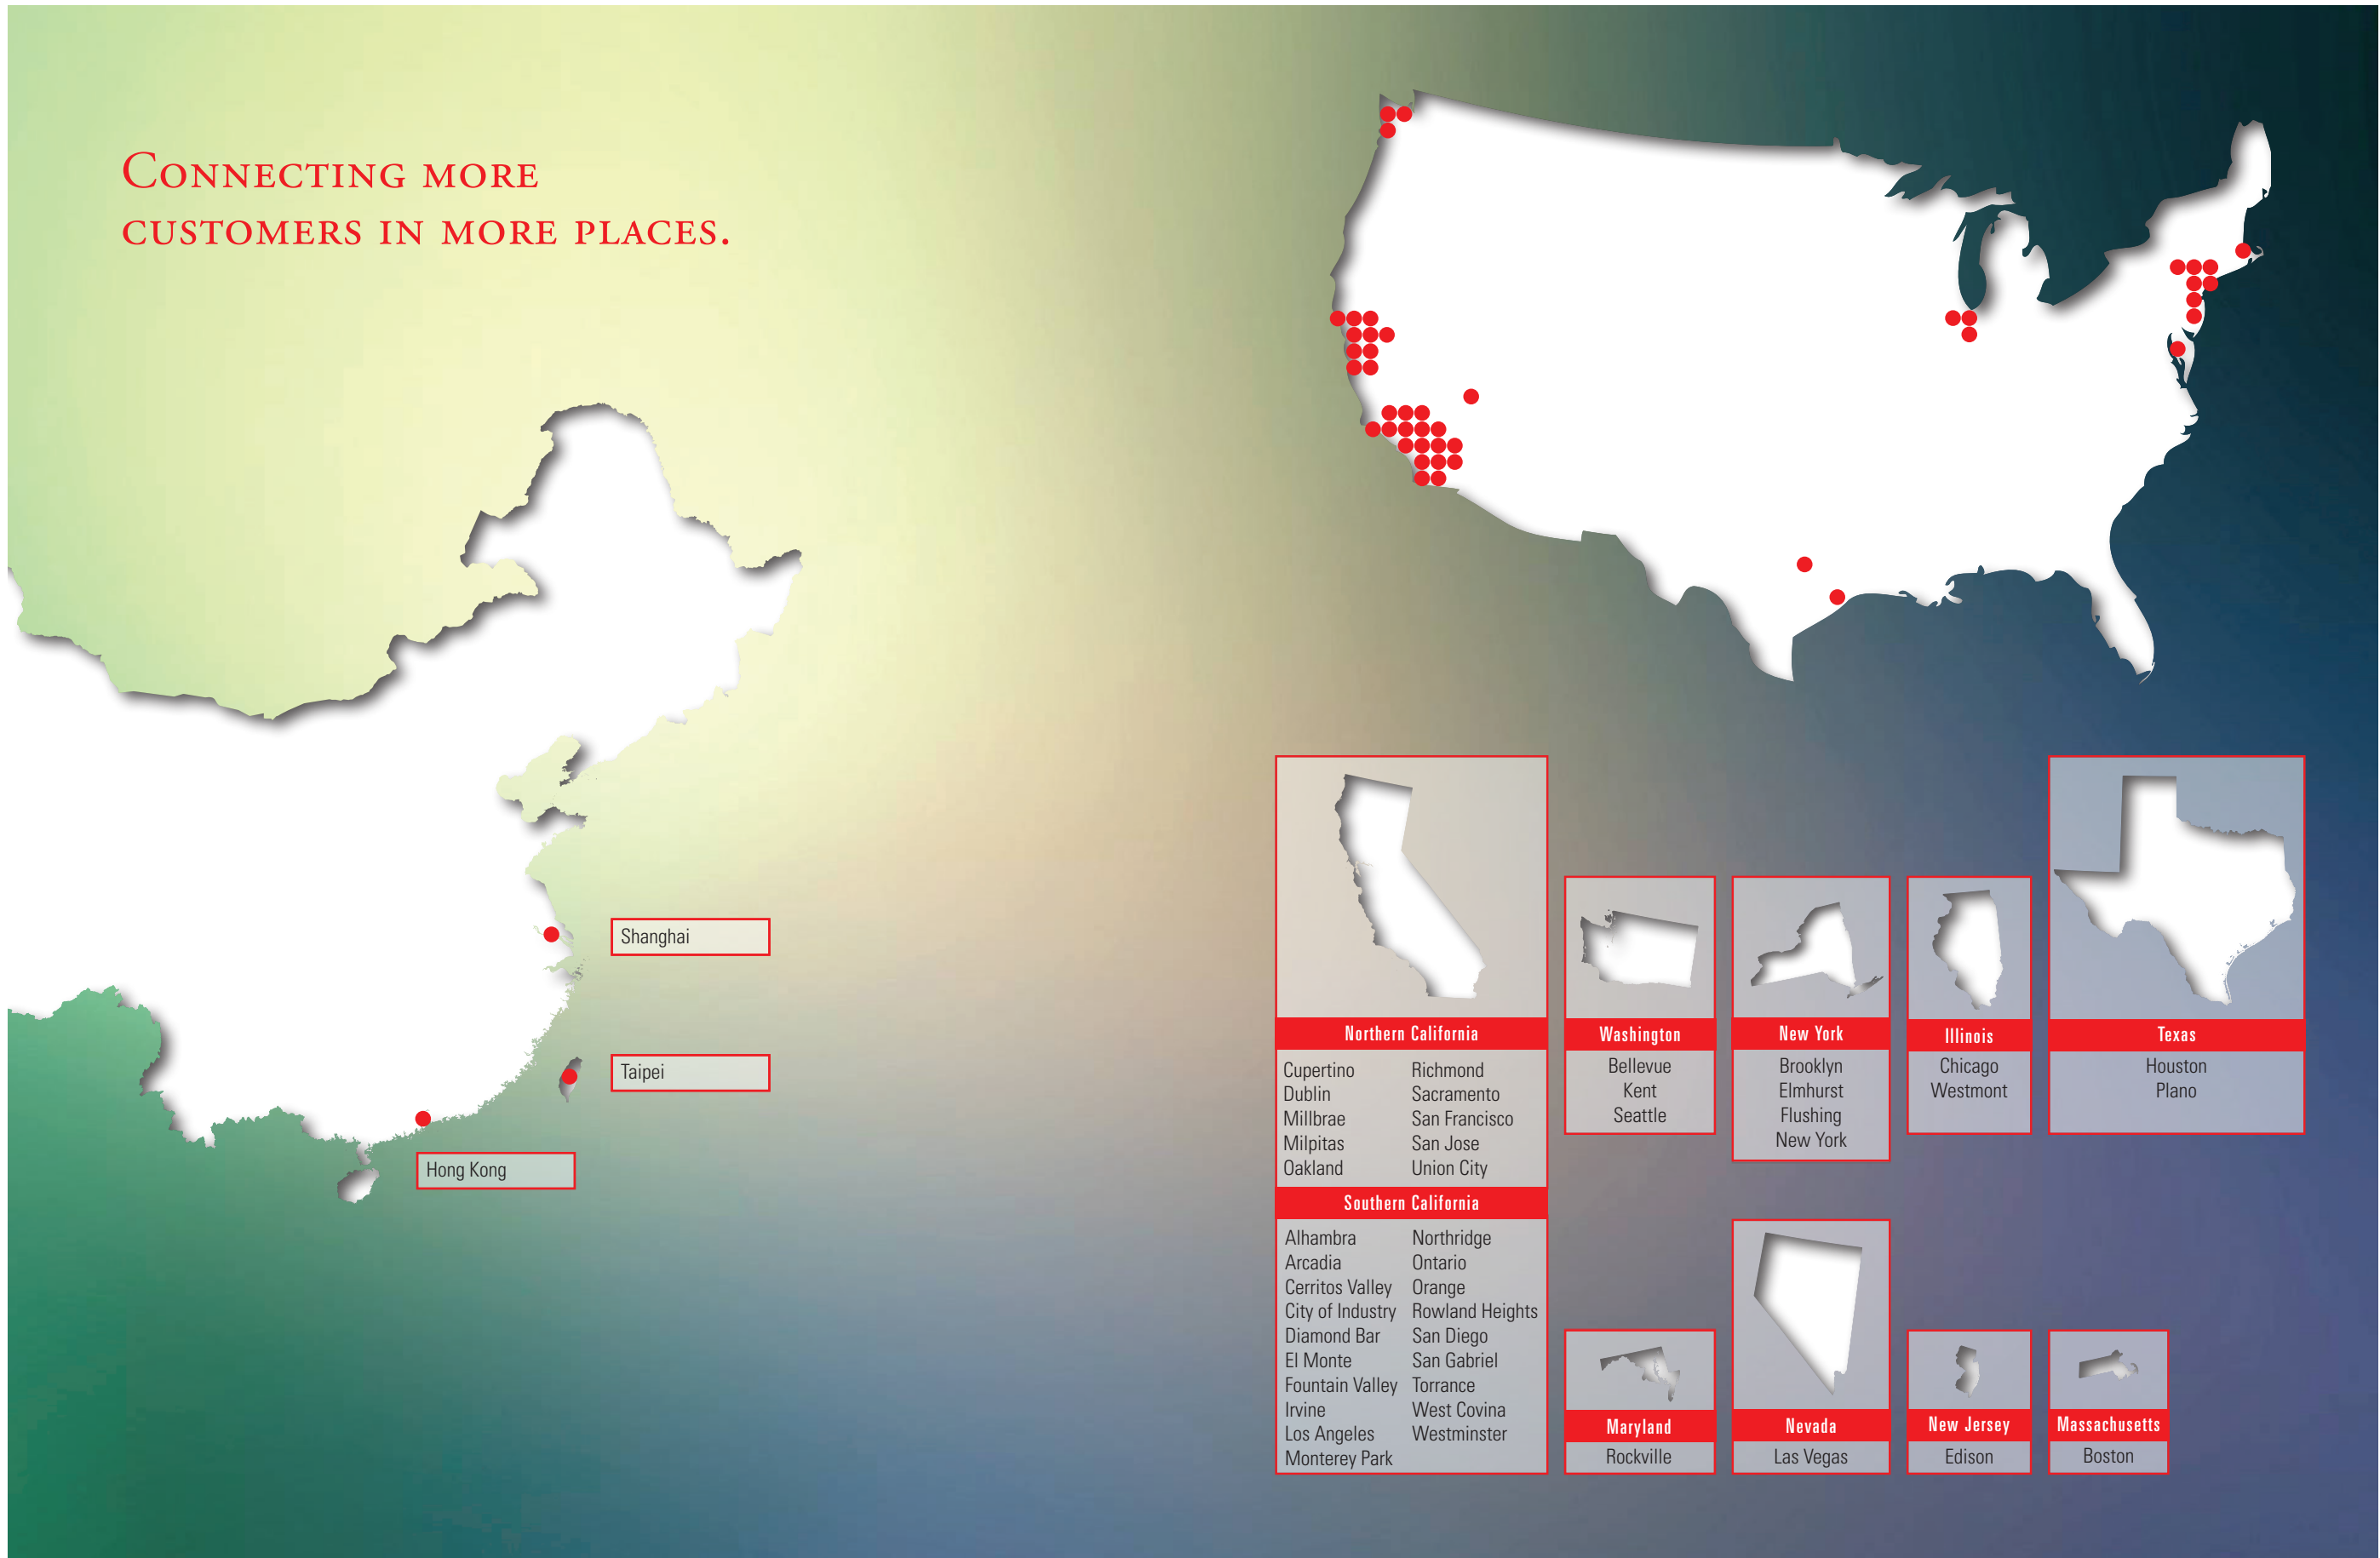 Connecting more
customers in more places.
Shanghai
Taipei
Hong Kong
Northern California
Cupertino
Dublin
Millbrae
Milpitas
Oakland
Richmond
Sacramento
San Francisco
San Jose
Union City
Southern California
Alhambra
Arcadia
Cerritos Valley
City of Industry
Diamond Bar
El Monte
Fountain Valley
Irvine
Los Angeles
Monterey Park
Northridge
Ontario
Orange
Rowland Heights
San Diego
San Gabriel
Torrance
West Covina
Westminster
Washington
Bellevue
Kent
Seattle
New York
Brooklyn
Elmhurst
Flushing
New York
Illinois
Chicago
Westmont
Texas
Houston
Plano
Maryland
Rockville
Nevada
Las Vegas
New Jersey
Edison
Massachusetts
Boston